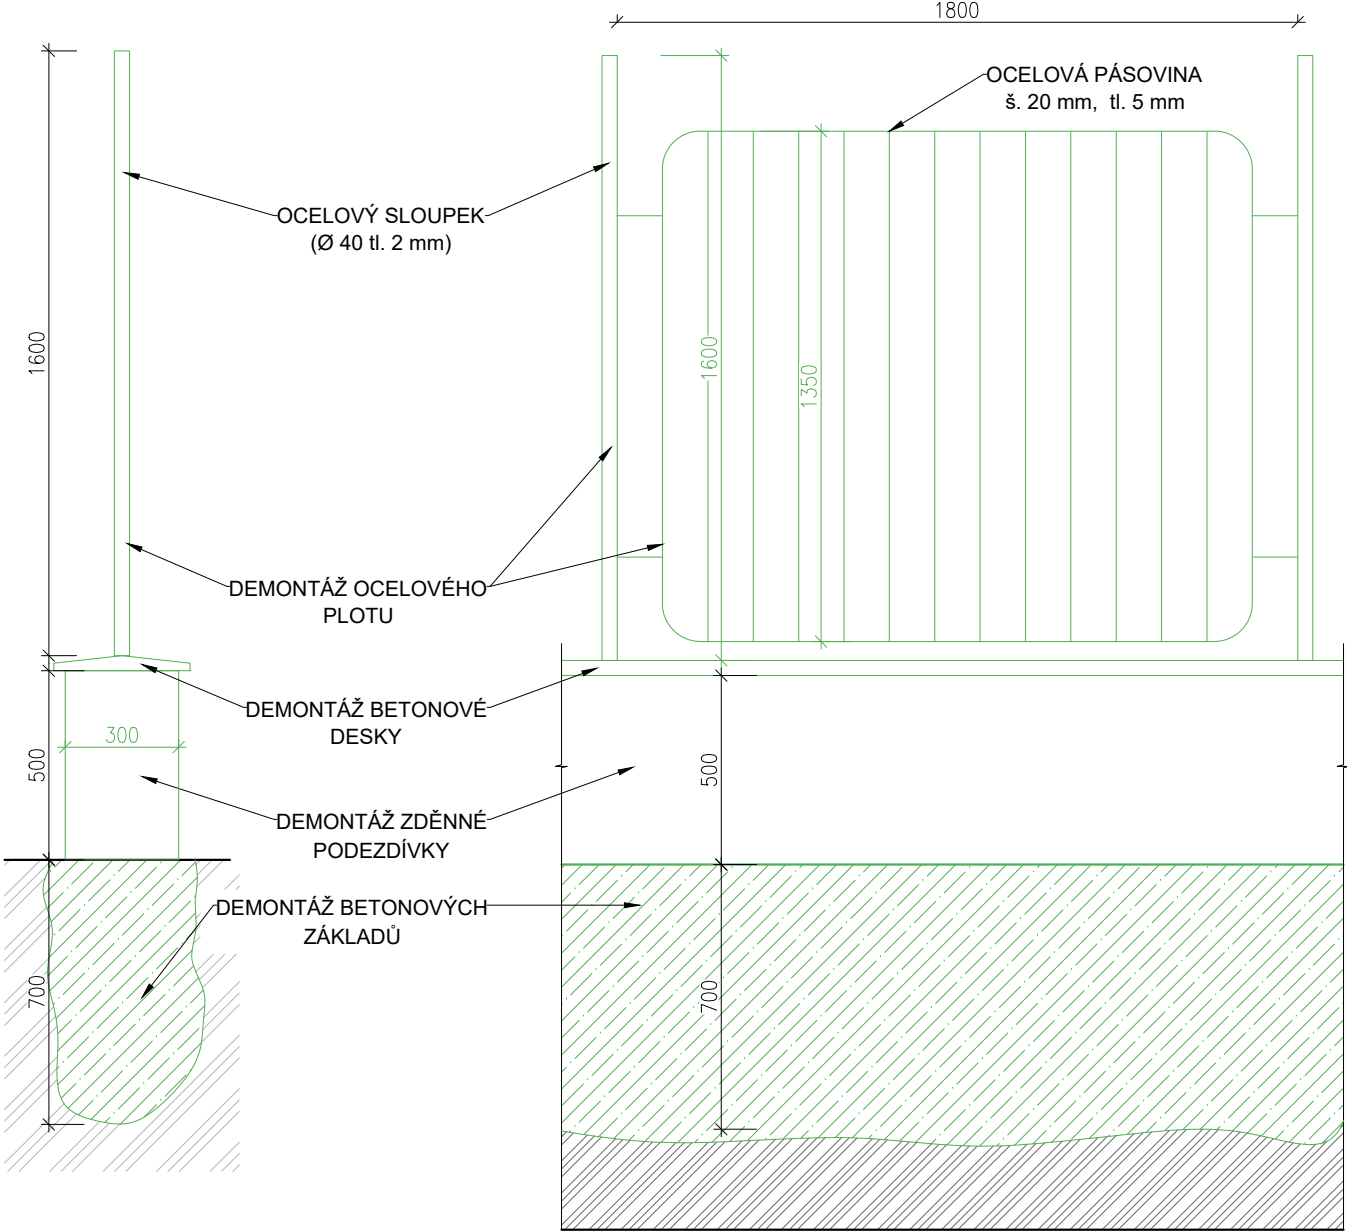 1800
OCELOVÁ PÁSOVINA
š. 20 mm, tl. 5 mm
OCELOVÝ SLOUPEK
(Ø 40 tl. 2 mm)
1600
1600
1350
DEMONTÁŽ OCELOVÉHO
PLOTU
DEMONTÁŽ BETONOVÉ
DESKY
300
500
500
DEMONTÁŽ ZDĚNNÉ
PODEZDÍVKY
DEMONTÁŽ BETONOVÝCH
ZÁKLADŮ
700
700